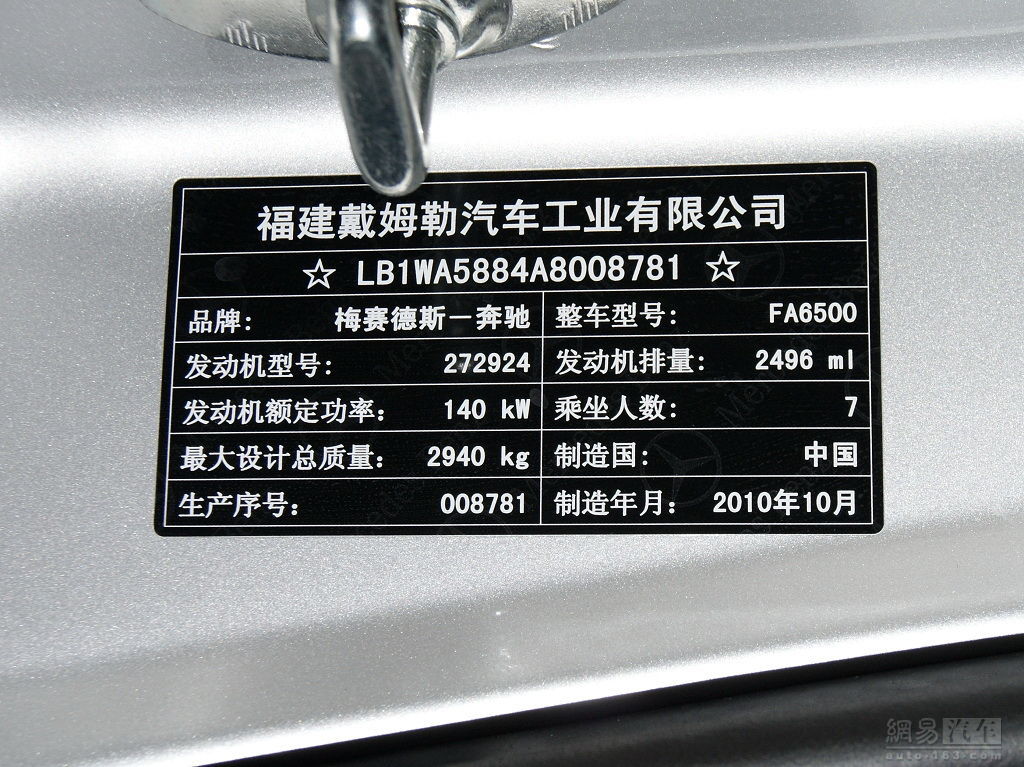 福建戴姆勒汽车工业有限公司
☆ LB1WA5884A8008781 ☆
品牌: 梅赛德斯－奔驰 整车型号: FA6500
发动机型号: 272924 发动机排量: 2496 ml
发动机额定功率: 140 kW 乘坐人数: 7
最大设计总质量: 2940 kg 制造国: 中国
生产序号: 008781 制造年月: 2010年10月
網易汽车
auto.163.com